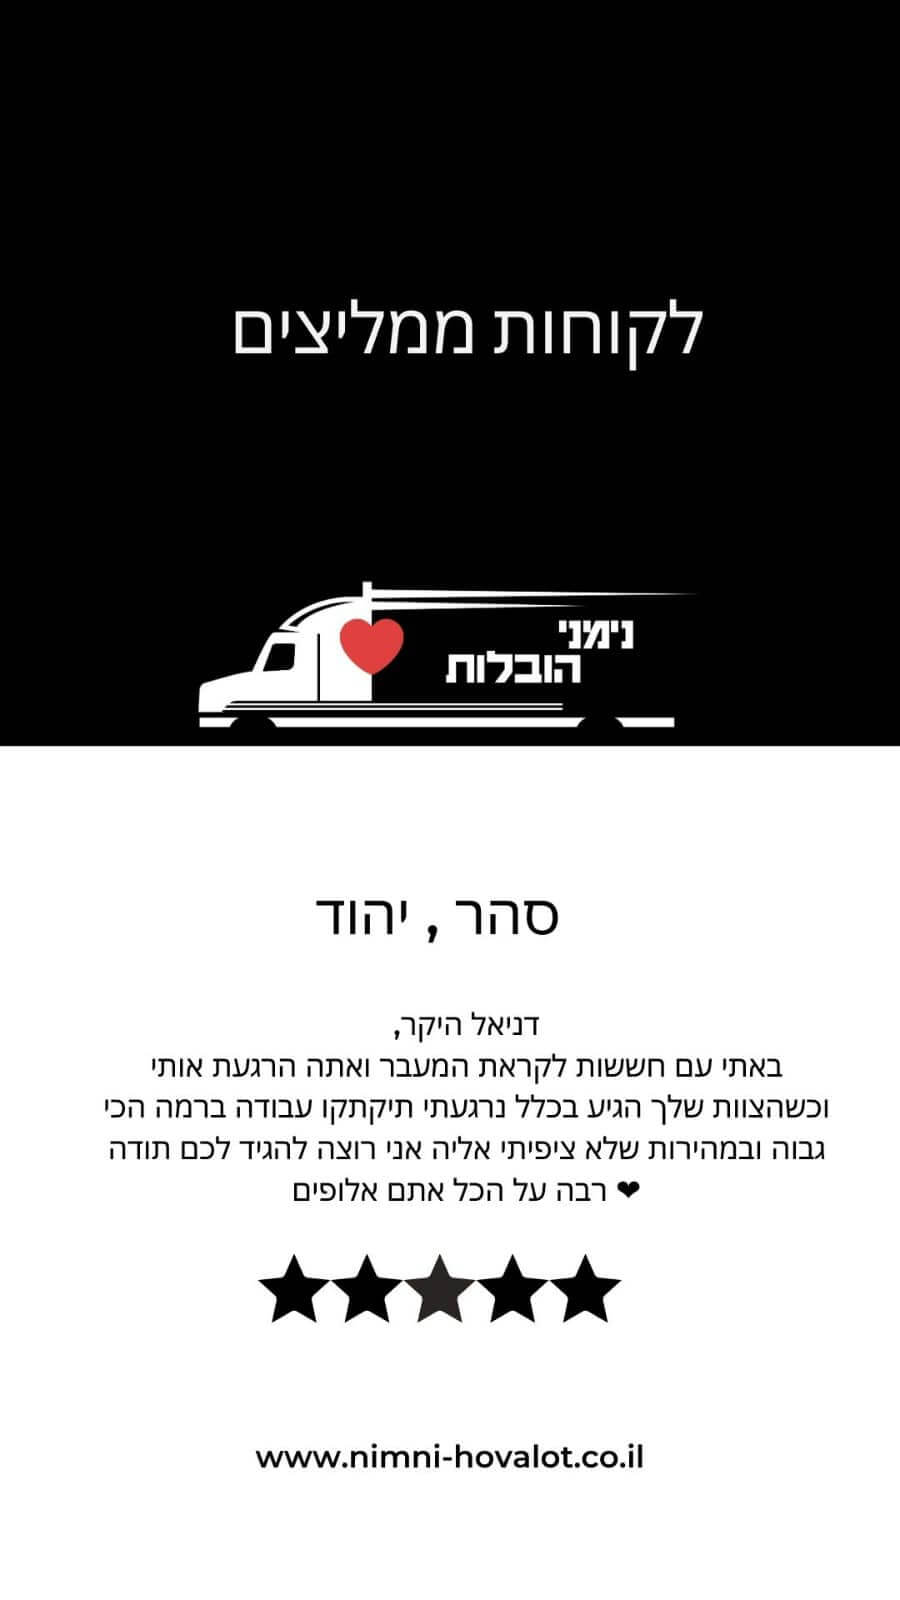 לקוחות ממליצים
נימני
הובלות
סהר , יהוד
דניאל היקר,
באתי עם חששות לקראת המעבר ואתה הרגעת אותי
וכשהצוות שלך הגיע בכלל נרגעתי תיקתקו עבודה ברמה הכי
גבוה ובמהירות שלא ציפיתי אליה אני רוצה להגיד לכם תודה
❤ רבה על הכל אתם אלופים
www.nimni-hovalot.co.il